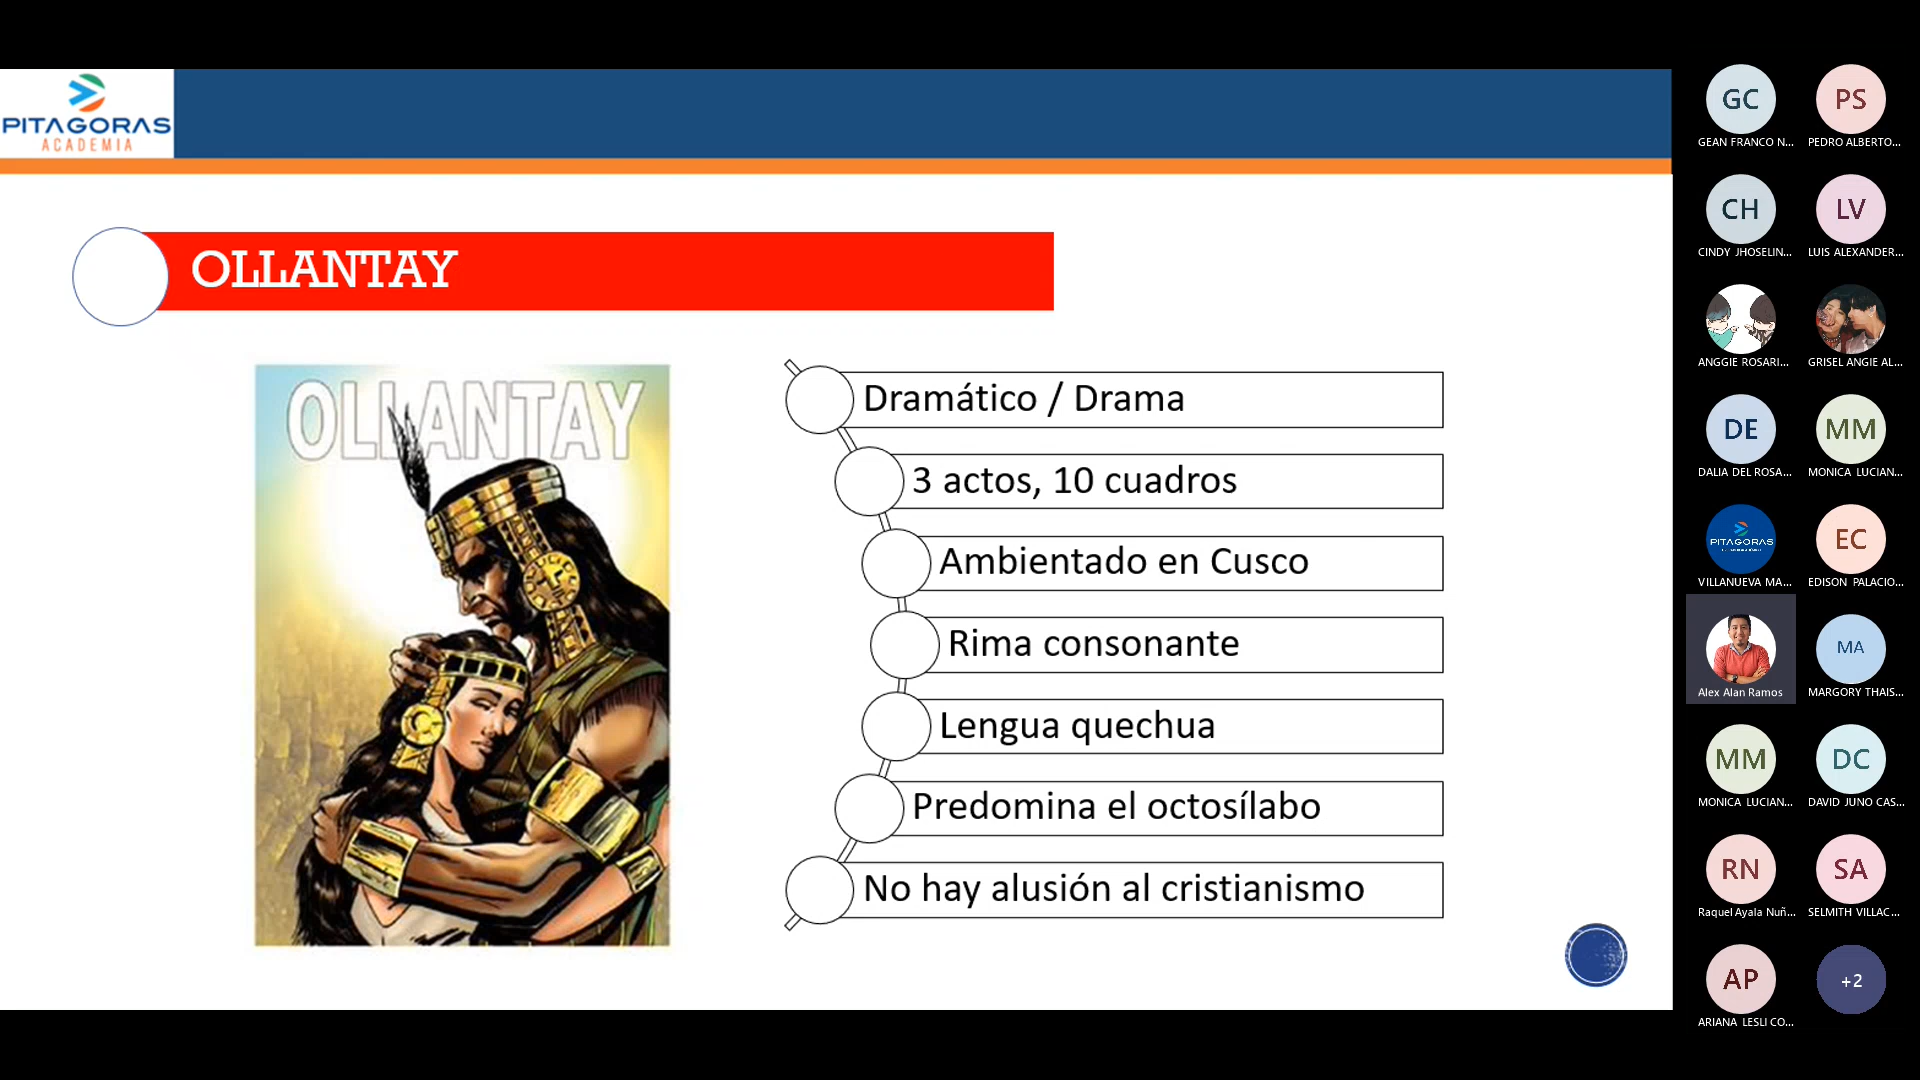 PITAGORAS
ACADEMIA
OLLANTAY
OLLANTAY
Dramático / Drama
3 actos, 10 cuadros
Ambientado en Cusco
Rima consonante
Lengua quechua
Predomina el octosílabo
No hay alusión al cristianismo
GC PS
GEAN FRANCO N... PEDRO ALBERTO...
CH LV
CINDY JHOSELIN... LUIS ALEXANDER...
ANGGIE ROSARI... GRISEL ANGIE AL...
DE MM
DALIA DEL ROSA... MONICA LUCIAN...
PITAGORAS EC
VILLANUEVA MA... EDISON PALACIO...
MA
Alex Alan Ramos MARGORY THAIS...
MM DC
MONICA LUCIAN... DAVID JUNO CAS...
RN SA
Raquel Ayala Nuñ... SELMITH VILLAC...
AP +2
ARIANA LESLI CO...